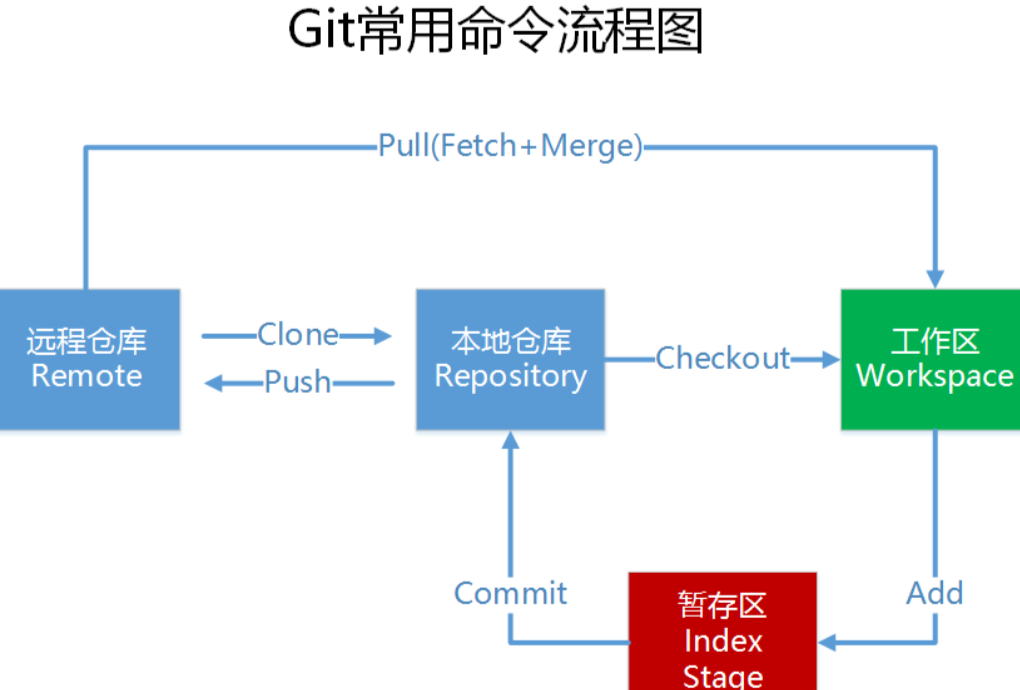 Git常用命令流程图
Pull(Fetch+Merge)
远程仓库
Remote
Clone
Push
本地仓库
Repository
Checkout
工作区
Workspace
Commit
暂存区
Index
Stage
Add